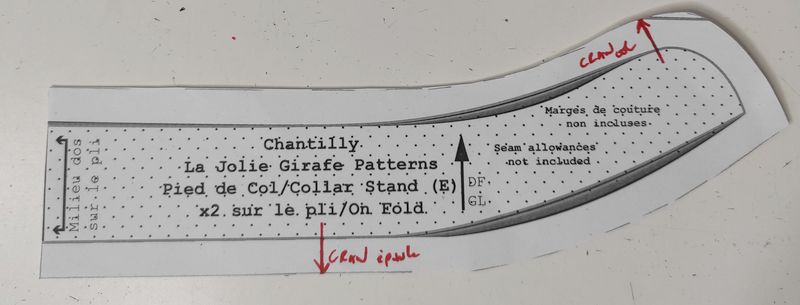 CRAN col
Marges de couture
non incluses
Milieu dos
sur le pli
Chantilly
La Jolie Girafe Patterns
Pied de Col/Collar Stand (E)
x2 sur le pli/On Fold
Seam allowances
not included
DF
GL
CRAN épaule